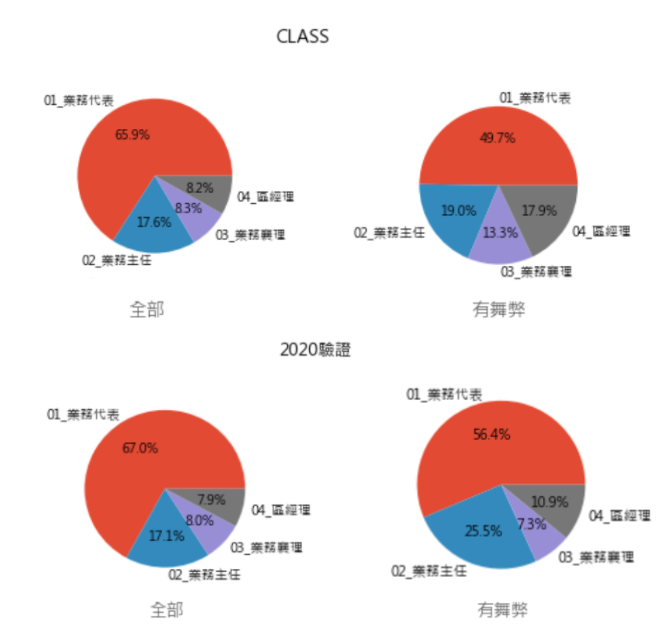 CLASS
01_業務代表
65.9%
8.2%
04_區經理
8.3%
17.6%
03_業務襄理
02_業務主任
全部
01_業務代表
49.7%
19.0%
17.9%
02_業務主任
13.3%
04_區經理
03_業務襄理
有舞弊
2020驗證
01_業務代表
67.0%
7.9%
04_區經理
8.0%
17.1%
03_業務襄理
02_業務主任
全部
01_業務代表
56.4%
10.9%
04_區經理
7.3%
25.5%
03_業務襄理
02_業務主任
有舞弊